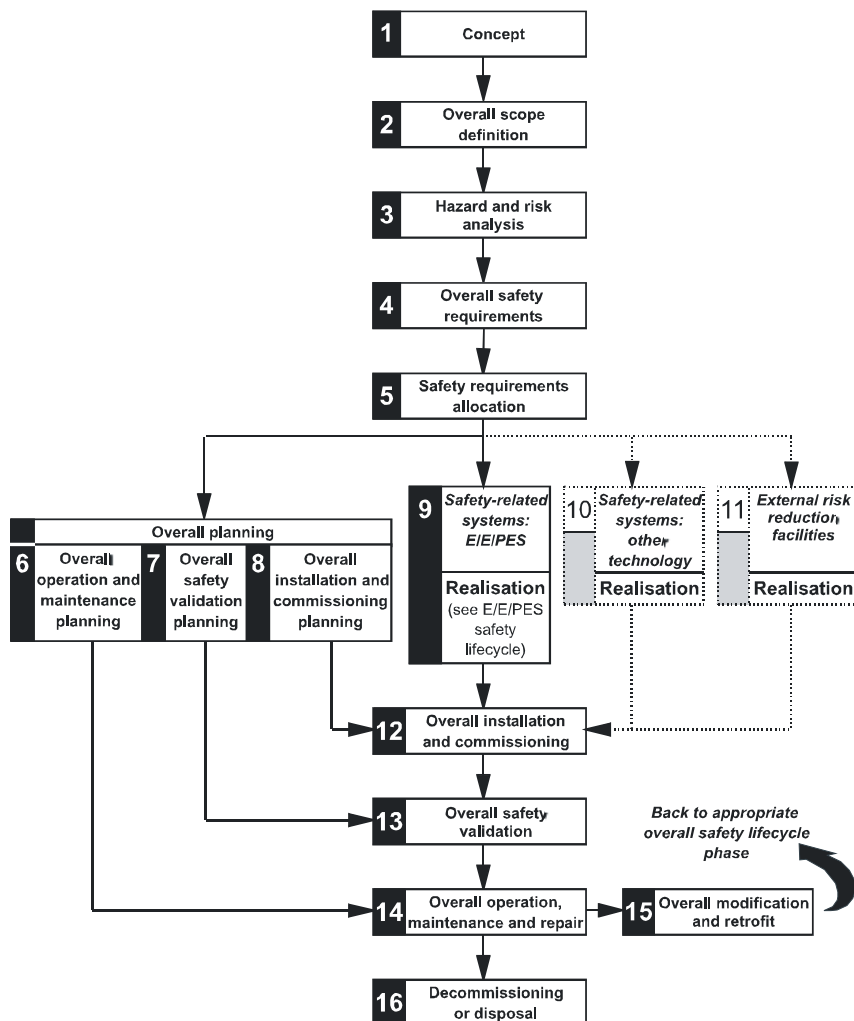 1
Concept
2
Overall scope
definition
3
Hazard and risk
analysis
4
Overall safety
requirements
5
Safety requirements
allocation
Overall planning
6
Overall
operation and
maintenance
planning
7
Overall
safety
validation
planning
8
Overall
installation and
commissioning
planning
9
Safety-related
systems:
E/E/PES
Realisation
(see E/E/PES
safety
lifecycle)
10
Safety-related
systems:
other
technology
Realisation
11
External risk
reduction
facilities
Realisation
12
Overall installation
and commissioning
13
Overall safety
validation
Back to appropriate
overall safety lifecycle
phase
14
Overall operation,
maintenance and repair
15
Overall modification
and retrofit
16
Decommissioning
or disposal